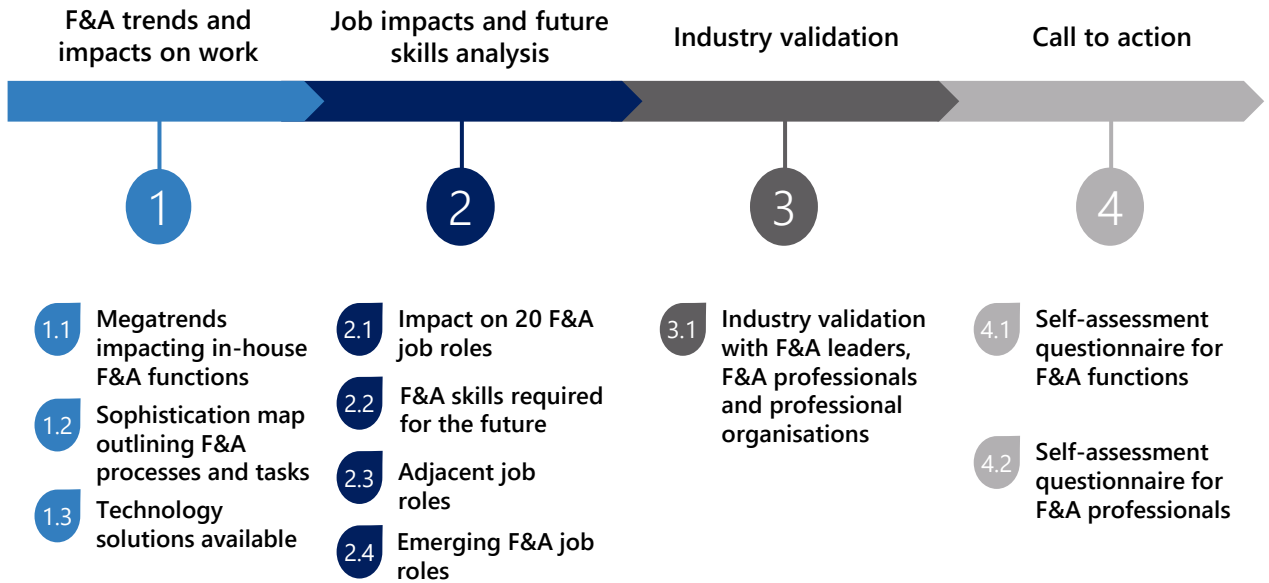 F&A trends and
impacts on work
Job impacts and future
skills analysis
Industry validation
Call to action
1
2
3
4
1.1
Megatrends
impacting in-house
F&A functions
1.2
Sophistication map
outlining F&A
processes and tasks
1.3
Technology
solutions available
2.1
Impact on 20 F&A
job roles
2.2
F&A skills required
for the future
2.3
Adjacent job
roles
2.4
Emerging F&A job
roles
3.1
Industry validation
with F&A leaders,
F&A professionals
and professional
organisations
4.1
Self-assessment
questionnaire for
F&A functions
4.2
Self-assessment
questionnaire for
F&A professionals